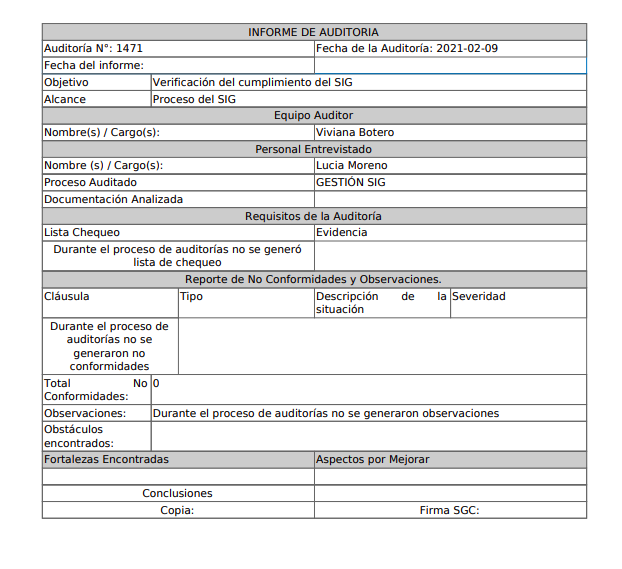 INFORME DE AUDITORIA
Auditoría N°: 1471 Fecha de la Auditoría: 2021-02-09
Fecha del informe:
Objetivo Verificación del cumplimiento del SIG
Alcance Proceso del SIG
Equipo Auditor
Nombre(s) / Cargo(s): Viviana Botero
Personal Entrevistado
Nombre (s) / Cargo(s): Lucia Moreno
Proceso Auditado GESTIÓN SIG
Documentación Analizada
Requisitos de la Auditoría
Lista Chequeo Evidencia
Durante el proceso de auditorías no se generó
lista de chequeo
Reporte de No Conformidades y Observaciones.
Cláusula Tipo Descripción de la Severidad
situación
Durante el proceso de
auditorías no se
generaron no
conformidades
Total No 0
Conformidades:
Observaciones: Durante el proceso de auditorías no se generaron observaciones
Obstáculos
encontrados:
Fortalezas Encontradas Aspectos por Mejorar
Conclusiones
Copia: Firma SGC: